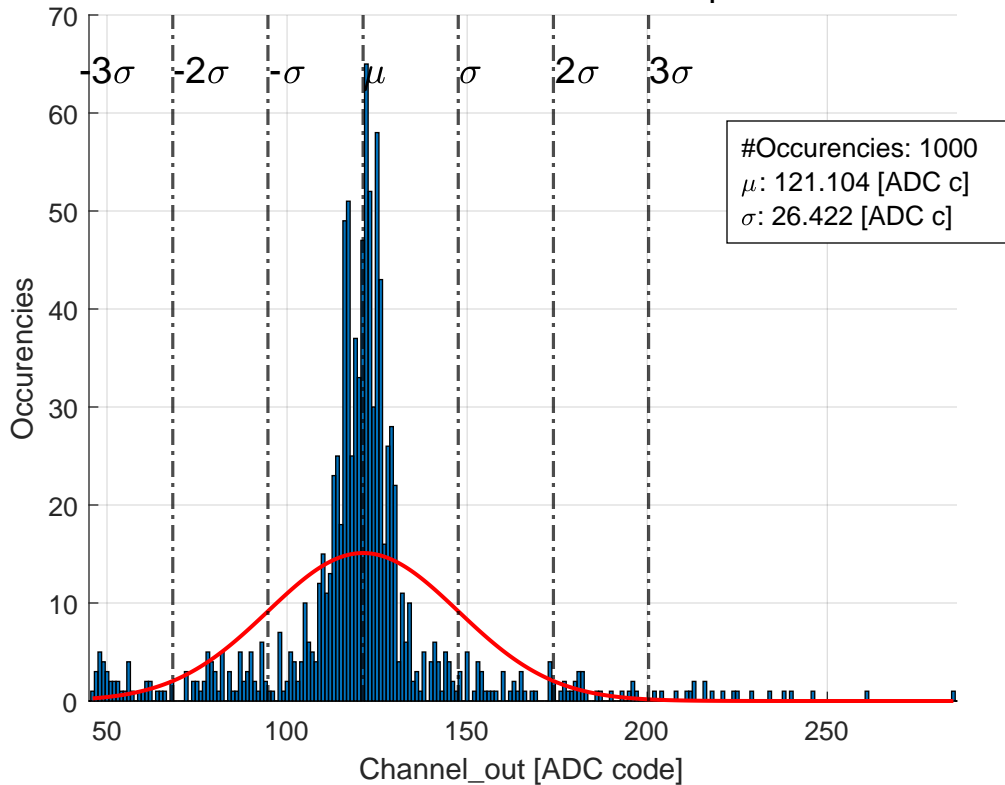 70
-3σ
-2σ
-σ
μ
σ
2σ
3σ
60
#Occurencies: 1000
μ: 121.104 [ADC c]
σ: 26.422 [ADC c]
50
40
30
20
10
0
Occurencies
50
100
150
200
250
Channel_out [ADC code]